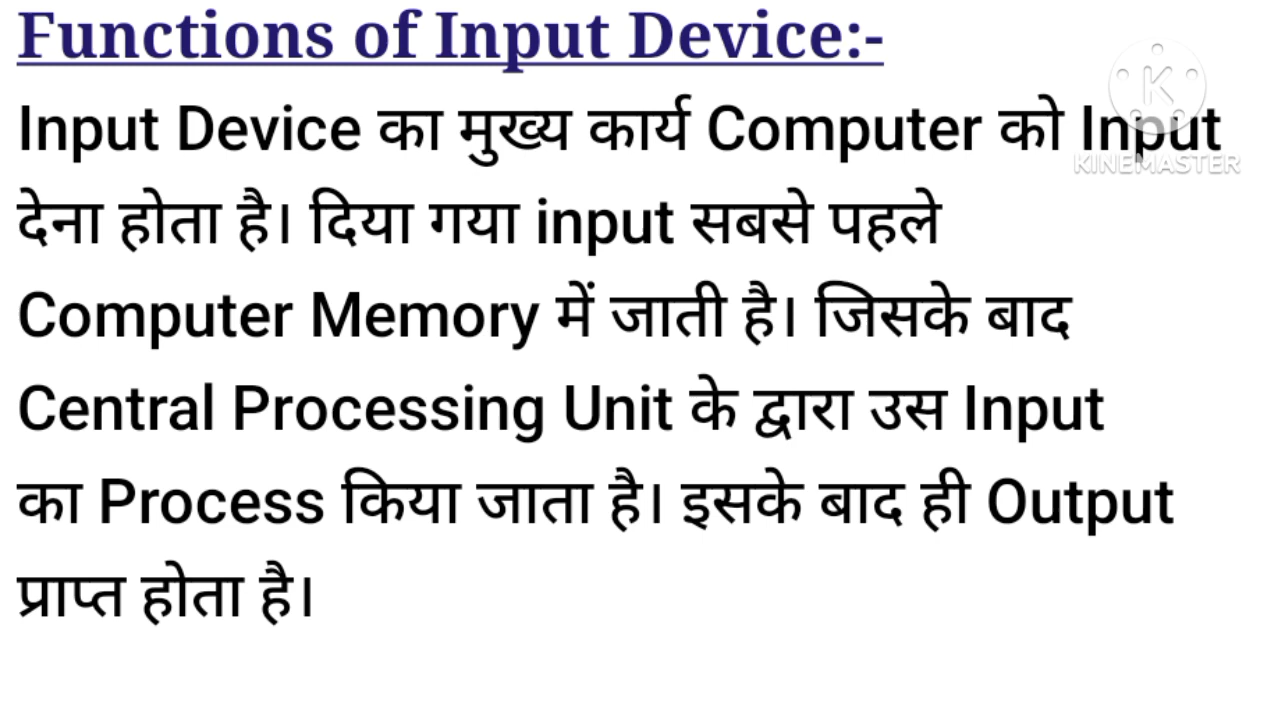 Functions of Input Device:-
Input Device का मुख्य कार्य Computer को Input
देना होता है। दिया गया input सबसे पहले
Computer Memory में जाती है। जिसके बाद
Central Processing Unit के द्वारा उस Input
का Process किया जाता है। इसके बाद ही Output
प्राप्त होता है।
K
KINEMASTER